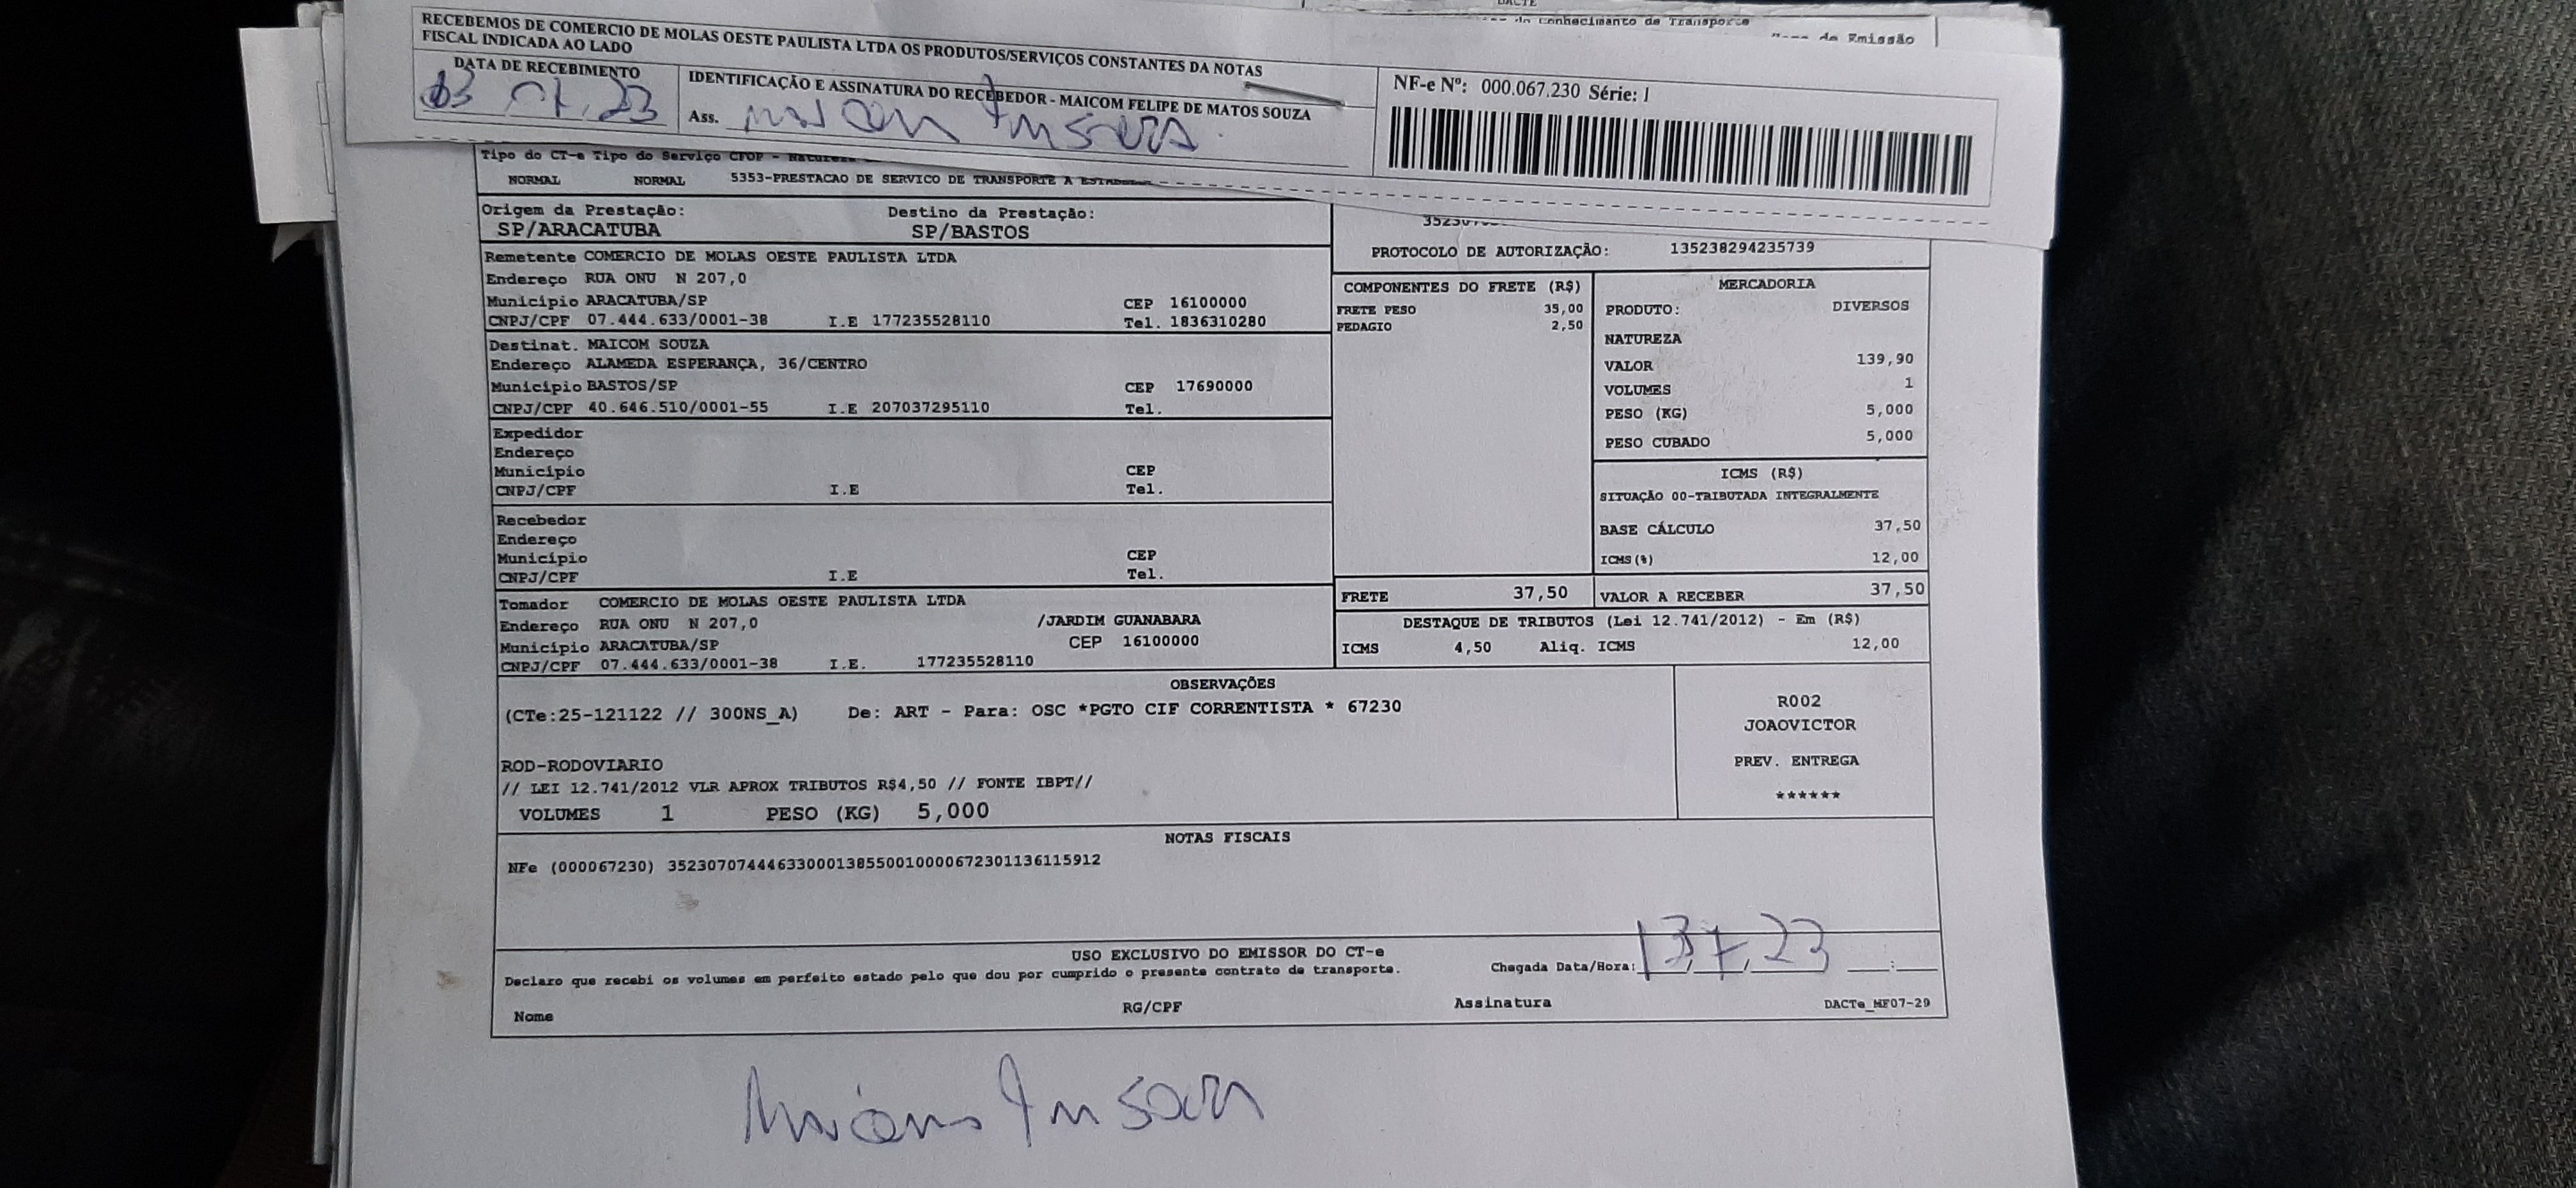 DACTE
do Conhecimento de Transporte
de Emissão
RECEBEMOS DE COMERCIO DE MOLAS OESTE PAULISTA LTDA OS PRODUTOS/SERVIÇOS CONSTANTES DA NOTAS
FISCAL INDICADA AO LADO
DATA DE RECEBIMENTO
IDENTIFICAÇÃO E ASSINATURA DO RECEBEDOR - MAICOM FELIPE DE MATOS SOUZA
Ass.
NF-e Nº: 000.067.230 Série: 1
Tipo do CT-e Tipo do Serviço CFOP - Natureza
NORMAL NORMAL 5353-PRESTACAO DE SERVICO DE TRANSPORTE A
Origem da Prestação: Destino da Prestação:
SP/ARACATUBA SP/BASTOS
PROTOCOLO DE AUTORIZAÇÃO: 135238294235739
Remetente COMERCIO DE MOLAS OESTE PAULISTA LTDA
Endereço RUA ONU N 207,0
Município ARACATUBA/SP CEP 16100000
CNPJ/CPF 07.444.633/0001-38 I.E 177235528110 Tel. 1836310280
Destinat. MAICOM SOUZA
Endereço ALAMEDA ESPERANÇA, 36/CENTRO
Município BASTOS/SP CEP 17690000
CNPJ/CPF 40.646.510/0001-55 I.E 207037295110 Tel.
Expedidor
Endereço
Município CEP
CNPJ/CPF I.E Tel.
Recebedor
Endereço
Município CEP
CNPJ/CPF I.E Tel.
Tomador COMERCIO DE MOLAS OESTE PAULISTA LTDA
Endereço RUA ONU N 207,0 /JARDIM GUANABARA
Município ARACATUBA/SP CEP 16100000
CNPJ/CPF 07.444.633/0001-38 I.E. 177235528110
COMPONENTES DO FRETE (R$)
FRETE PESO 35,00
PEDAGIO 2,50
MERCADORIA
PRODUTO: DIVERSOS
NATUREZA
VALOR 139,90
VOLUMES 1
PESO (KG) 5,000
PESO CUBADO 5,000
ICMS (R$)
SITUAÇÃO 00-TRIBUTADA INTEGRALMENTE
BASE CÁLCULO 37,50
ICMS(%) 12,00
FRETE 37,50 VALOR A RECEBER 37,50
DESTAQUE DE TRIBUTOS (Lei 12.741/2012) - Em (R$)
ICMS 4,50 Aliq. ICMS 12,00
OBSERVAÇÕES
(CTe:25-121122 // 300NS_A) De: ART - Para: OSC *PGTO CIF CORRENTISTA * 67230
ROD-RODOVIARIO
// LEI 12.741/2012 VLR APROX TRIBUTOS R$4,50 // FONTE IBPT//
VOLUMES 1 PESO (KG) 5,000
R002
JOAOVICTOR
PREV. ENTREGA
******
NOTAS FISCAIS
NFe (000067230) 35230707444633000138550010000672301136115912
USO EXCLUSIVO DO EMISSOR DO CT-e
Declaro que recebi os volumes em perfeito estado pelo que dou por cumprido o presente contrato de transporte.
Chegada Data/Hora: 13,7,23 __:__
Nome RG/CPF Assinatura DACTe_MF07-29